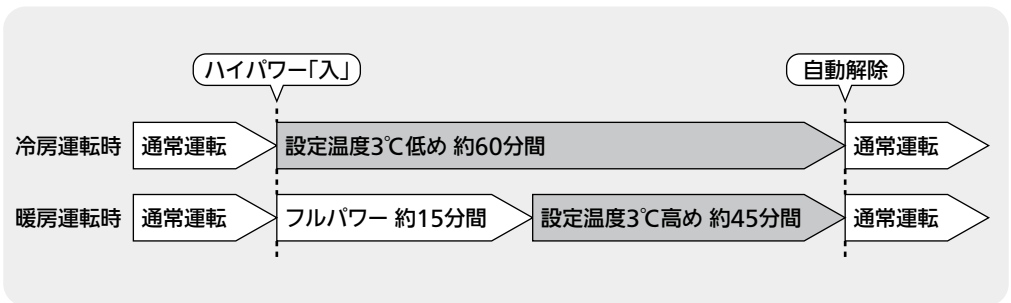 ハイパワー「入」
自動解除
冷房運転時 通常運転 設定温度3℃低め 約60分間 通常運転
暖房運転時 通常運転 フルパワー 約15分間 設定温度3℃高め 約45分間 通常運転